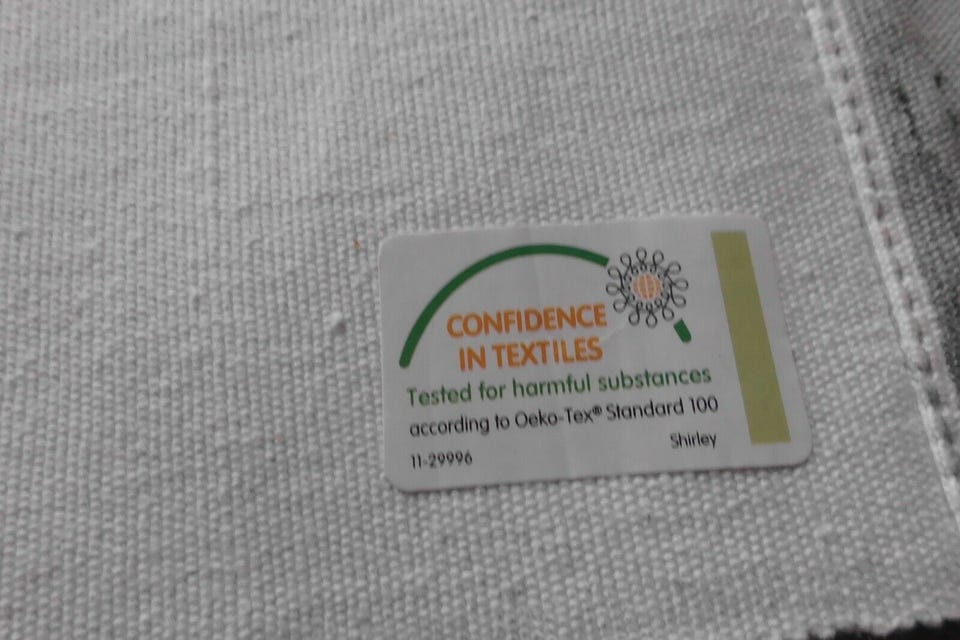 CONFIDENCE
IN TEXTILES
Tested for harmful substances
according to Oeko-Tex® Standard 100
Shirley
11-29996